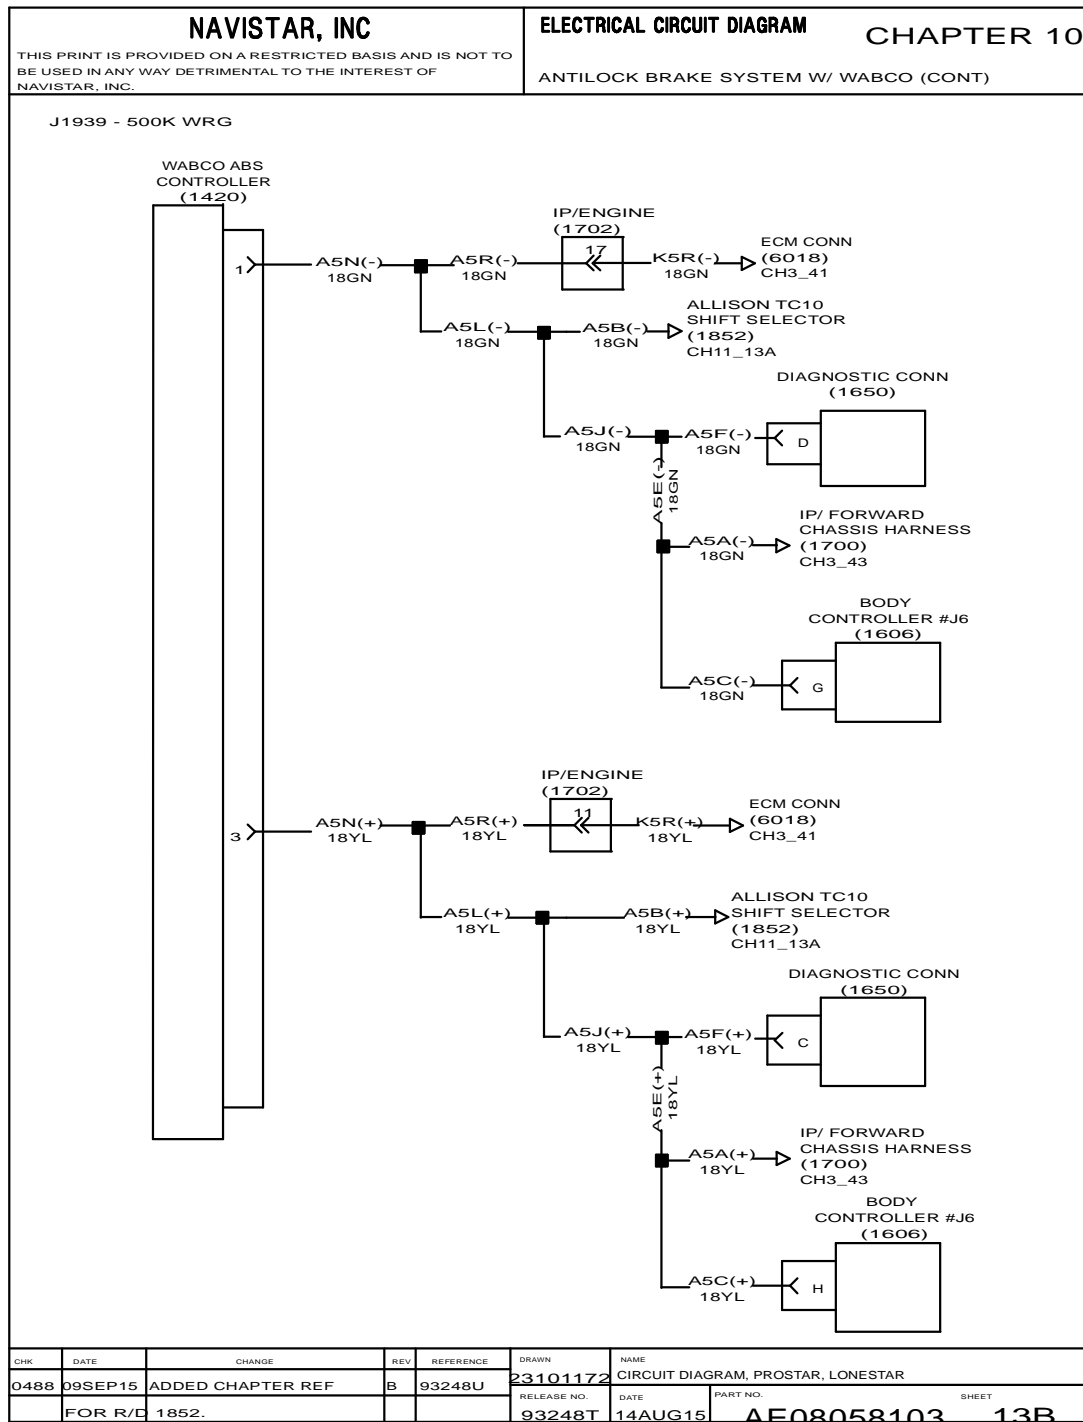 NAVISTAR, INC
THIS PRINT IS PROVIDED ON A RESTRICTED BASIS AND IS NOT TO
BE USED IN ANY WAY DETRIMENTAL TO THE INTEREST OF
NAVISTAR, INC.
ELECTRICAL CIRCUIT DIAGRAM
CHAPTER 10
ANTILOCK BRAKE SYSTEM W/ WABCO (CONT)
J1939 - 500K WRG
WABCO ABS
CONTROLLER
(1420)
1
A5N(-)
18GN
A5R(-)
18GN
IP/ENGINE
(1702)
17
K5R(-)
18GN
ECM CONN
(6018)
CH3_41
A5L(-)
18GN
A5B(-)
18GN
ALLISON TC10
SHIFT SELECTOR
(1852)
CH11_13A
DIAGNOSTIC CONN
(1650)
A5J(-)
18GN
A5F(-)
18GN
D
A5E(-)
18GN
A5A(-)
18GN
IP/ FORWARD
CHASSIS HARNESS
(1700)
CH3_43
BODY
CONTROLLER #J6
(1606)
A5C(-)
18GN
G
3
A5N(+)
18YL
A5R(+)
18YL
IP/ENGINE
(1702)
11
K5R(+)
18YL
ECM CONN
(6018)
CH3_41
A5L(+)
18YL
A5B(+)
18YL
ALLISON TC10
SHIFT SELECTOR
(1852)
CH11_13A
DIAGNOSTIC CONN
(1650)
A5J(+)
18YL
A5F(+)
18YL
C
A5E(+)
18YL
A5A(+)
18YL
IP/ FORWARD
CHASSIS HARNESS
(1700)
CH3_43
BODY
CONTROLLER #J6
(1606)
A5C(+)
18YL
H
CHK DATE CHANGE REV REFERENCE
0488 09SEP15 ADDED CHAPTER REF B 93248U
FOR R/D 1852.
DRAWN
23101172
NAME
CIRCUIT DIAGRAM, PROSTAR, LONESTAR
RELEASE NO.
93248T
DATE
14AUG15
PART NO.
AE08058103
SHEET
13B